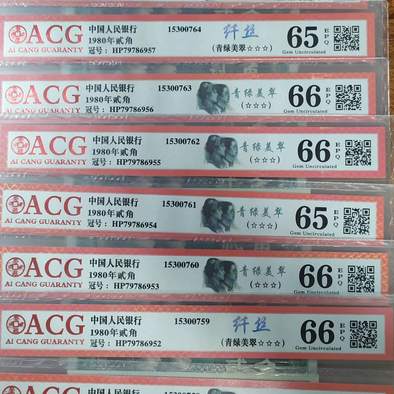 ACG
AI CANG GUARANTY
中国人民银行
1980年贰角
冠号：HP79786957
15300764
纤丝
(青绿美翠☆☆☆)
65 EPQ
Gem Uncirculated
ACG
AI CANG GUARANTY
中国人民银行
1980年贰角
冠号：HP79786956
15300763
青绿美翠
(☆☆☆)
66 EPQ
Gem Uncirculated
ACG
AI CANG GUARANTY
中国人民银行
1980年贰角
冠号：HP79786955
15300762
青绿美翠
(☆☆☆)
66 EPQ
Gem Uncirculated
ACG
AI CANG GUARANTY
中国人民银行
1980年贰角
冠号：HP79786954
15300761
青绿美翠
(☆☆☆)
65 EPQ
Gem Uncirculated
ACG
AI CANG GUARANTY
中国人民银行
1980年贰角
冠号：HP79786953
15300760
青绿美翠
(☆☆☆)
66 EPQ
Gem Uncirculated
ACG
AI CANG GUARANTY
中国人民银行
1980年贰角
冠号：HP79786952
15300759
纤丝
(青绿美翠☆☆☆)
66 EPQ
Gem Uncirculated